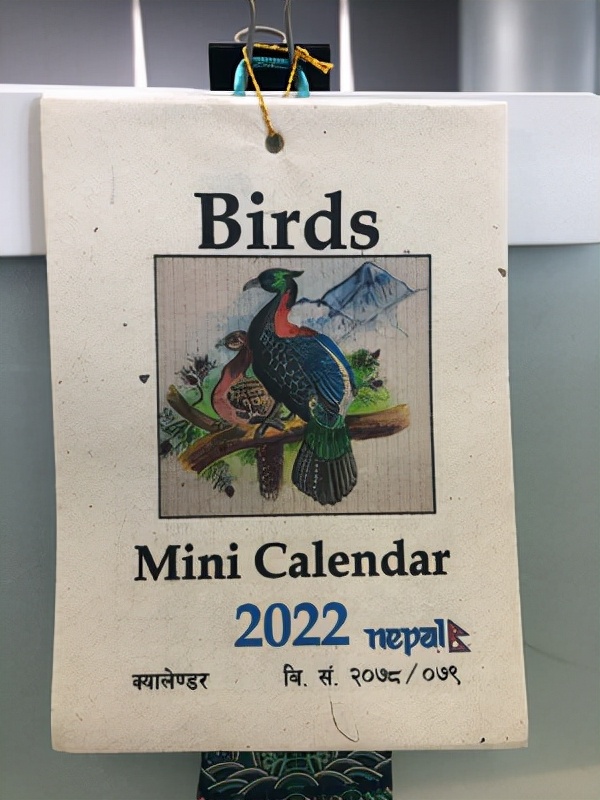 Birds
Mini Calendar
2022 nepal
क्यालेण्डर वि. सं. २०७८/०७९